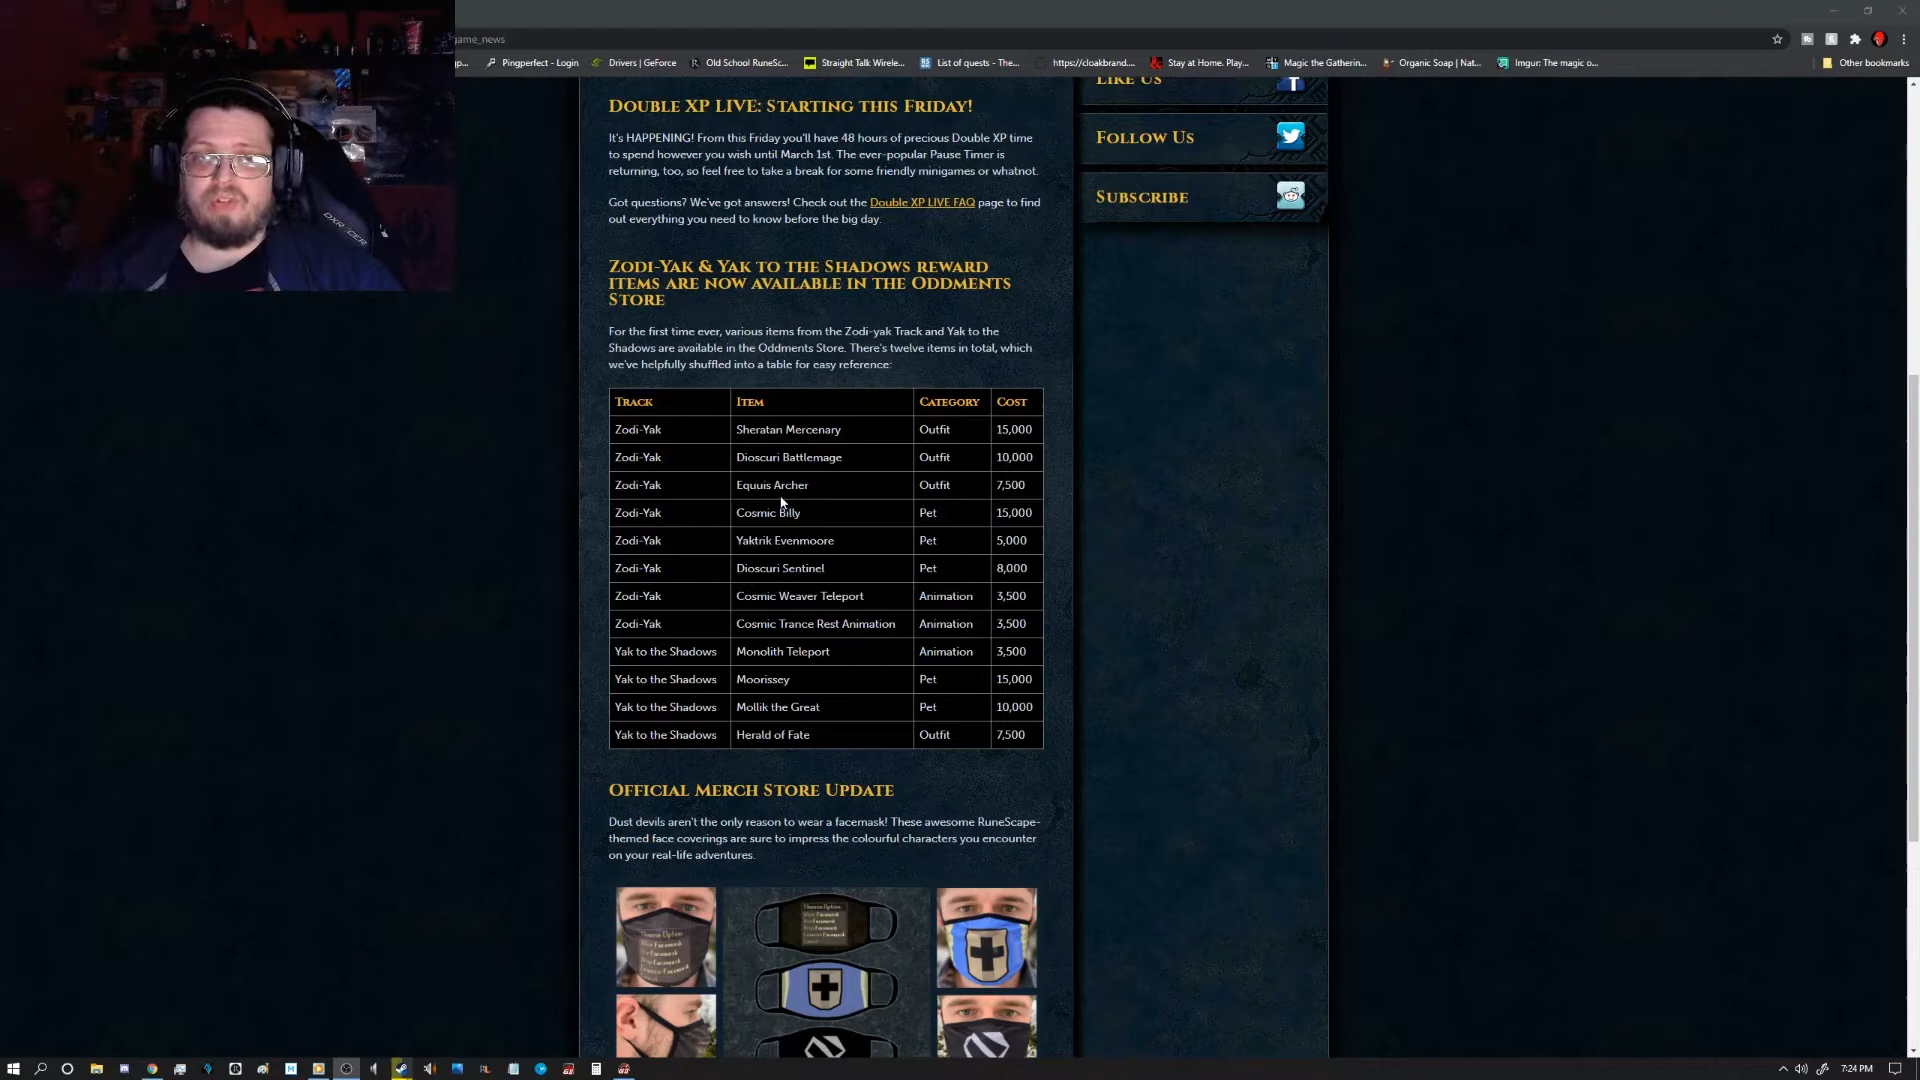 ame_news
gp...
Pingperfect - Login
Drivers | GeForce
Old School RuneSc...
Straight Talk Wirele...
List of quests - The...
https://cloakbrand....
Stay at Home. Play...
Magic the Gatherin...
Organic Soap | Nat...
Imgur: The magic o...
Other bookmarks
DXRACER
LIKE US
FOLLOW US
SUBSCRIBE
DOUBLE XP LIVE: STARTING THIS FRIDAY!
It's HAPPENING! From this Friday you'll have 48 hours of precious Double XP time
to spend however you wish until March 1st. The ever-popular Pause Timer is
returning, too, so feel free to take a break for some friendly minigames or whatnot.
Got questions? We've got answers! Check out the Double XP LIVE FAQ page to find
out everything you need to know before the big day.
ZODI-YAK & YAK TO THE SHADOWS REWARD
ITEMS ARE NOW AVAILABLE IN THE ODDMENTS
STORE
For the first time ever, various items from the Zodi-yak Track and Yak to the
Shadows are available in the Oddments Store. There's twelve items in total, which
we've helpfully shuffled into a table for easy reference:
TRACK ITEM CATEGORY COST
Zodi-Yak Sheratan Mercenary Outfit 15,000
Zodi-Yak Dioscuri Battlemage Outfit 10,000
Zodi-Yak Equuis Archer Outfit 7,500
Zodi-Yak Cosmic Billy Pet 15,000
Zodi-Yak Yaktrik Evenmoore Pet 5,000
Zodi-Yak Dioscuri Sentinel Pet 8,000
Zodi-Yak Cosmic Weaver Teleport Animation 3,500
Zodi-Yak Cosmic Trance Rest Animation Animation 3,500
Yak to the Shadows Monolith Teleport Animation 3,500
Yak to the Shadows Moorissey Pet 15,000
Yak to the Shadows Mollik the Great Pet 10,000
Yak to the Shadows Herald of Fate Outfit 7,500
OFFICIAL MERCH STORE UPDATE
Dust devils aren't the only reason to wear a facemask! These awesome RuneScape-
themed face coverings are sure to impress the colourful characters you encounter
on your real-life adventures.
Choose Option
7:24 PM